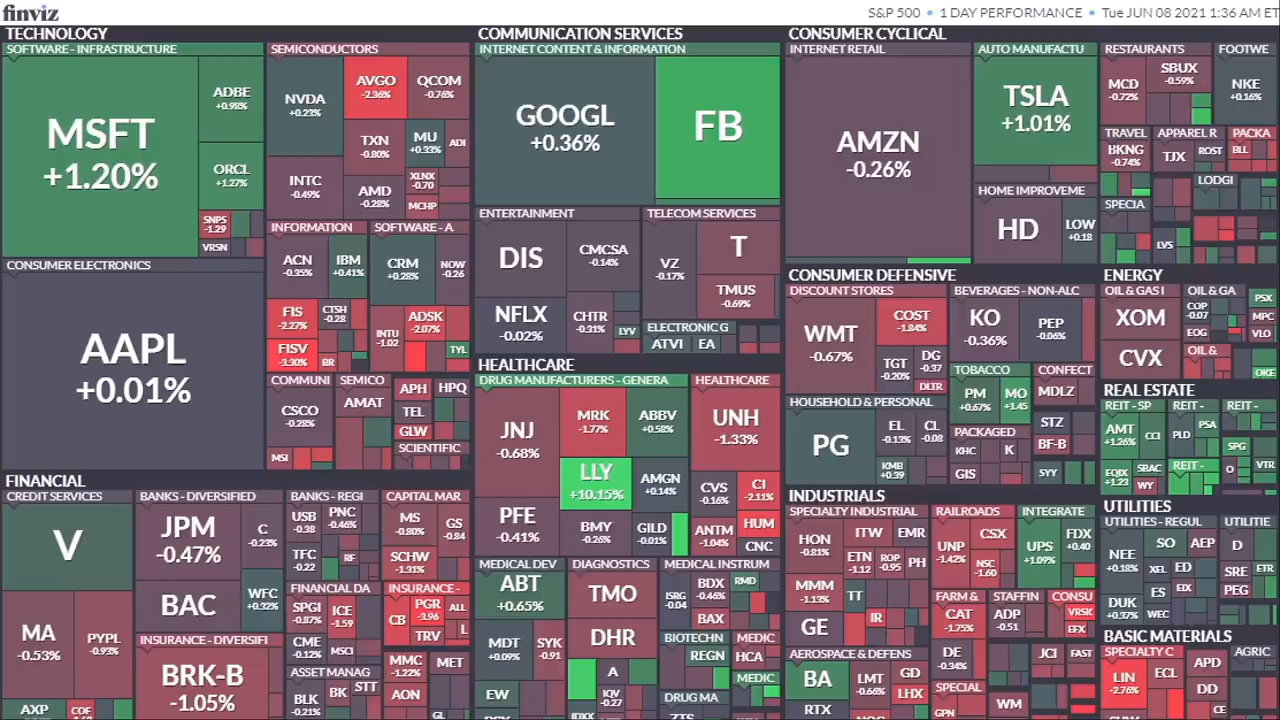 finviz
S&P 500 • 1 DAY PERFORMANCE • Tue JUN 08 2021 1:36 AM ET
TECHNOLOGY
SOFTWARE - INFRASTRUCTURE
MSFT
+1.20%
ADBE
+0.98%
ORCL
+1.27%
SNPS
-1.29
VRSN
SEMICONDUCTORS
NVDA
+0.23%
AVGO
-2.36%
QCOM
-0.76%
TXN
-0.80%
MU
+0.33%
ADI
INTC
-0.49%
AMD
-0.28%
XLNX
-0.70
MCHP
CONSUMER ELECTRONICS
AAPL
+0.01%
INFORMATION
ACN
-0.35%
IBM
+0.41%
FIS
-2.27%
CTSH
-0.28
FISV
-3.30%
BR
SOFTWARE - A
CRM
+0.28%
NOW
-0.26
INTU
-1.02
ADSK
-2.07%
TYL
COMMUNI
CSCO
-0.28%
MSI
SEMICO
AMAT
APH
HPQ
TEL
GLW
SCIENTIFIC
COMMUNICATION SERVICES
INTERNET CONTENT & INFORMATION
GOOGL
+0.36%
FB
ENTERTAINMENT
DIS
CMCSA
-0.14%
NFLX
-0.02%
CHTR
-0.31%
LYV
TELECOM SERVICES
VZ
-0.17%
T
TMUS
-0.69%
ELECTRONIC G
ATVI
EA
CONSUMER CYCLICAL
INTERNET RETAIL
AMZN
-0.26%
AUTO MANUFACTU
TSLA
+1.01%
HOME IMPROVEME
HD
LOW
+0.18
RESTAURANTS
MCD
-0.72%
SBUX
-0.59%
FOOTWE
NKE
+0.16%
TRAVEL
BKNG
-0.74%
APPAREL R
TJX
ROST
PACKA
BLL
LODGI
SPECIA
LVS
CONSUMER DEFENSIVE
DISCOUNT STORES
WMT
-0.67%
COST
-1.84%
TGT
-0.20%
DG
-0.37
DLTR
BEVERAGES - NON-ALC
KO
-0.36%
PEP
-0.06%
TOBACCO
PM
+0.67%
MO
+1.45
CONFECT
MDLZ
HOUSEHOLD & PERSONAL
PG
EL
-0.13%
CL
-0.08
KMB
+0.39
PACKAGED
KHC
K
GIS
STZ
BF-B
SYY
ENERGY
OIL & GAS I
XOM
CVX
OIL & GA
COP
-0.07
EOG
OIL &
PSX
MPC
VLO
OKE
HEALTHCARE
DRUG MANUFACTURERS - GENERA
JNJ
-0.68%
MRK
-1.77%
ABBV
+0.58%
LLY
+10.15%
AMGN
+0.14%
PFE
-0.41%
BMY
-0.26%
GILD
-0.01%
HEALTHCARE
UNH
-1.33%
CVS
-0.16%
CI
-2.11%
ANTM
-1.04%
HUM
CNC
MEDICAL DEV
ABT
+0.65%
MDT
+0.09%
SYK
-0.91
EW
DIAGNOSTICS
TMO
DHR
A
IQV
-0.27
IDXX
MEDICAL INSTRUM
ISRG
-0.04
BDX
-0.46%
RMD
BAX
BIOTECHN
REGN
MEDIC
HCA
MEDIC
DRUG MA
ZTS
REAL ESTATE
REIT - SP
AMT
+1.26%
CCI
EQIX
+1.23
SBAC
WY
REIT -
PLD
PSA
REIT -
REIT -
SPG
O
VTR
FINANCIAL
CREDIT SERVICES
V
MA
-0.53%
PYPL
-0.93%
AXP
COF
BANKS - DIVERSIFIED
JPM
-0.47%
C
-0.23%
BAC
WFC
+0.32%
INSURANCE - DIVERSIFI
BRK-B
-1.05%
BANKS - REGI
USB
-0.38
PNC
-0.46%
TFC
-0.22
RF
FINANCIAL DA
SPGI
-0.87%
ICE
-1.59
CME
-0.12%
MSCI
ASSET MANAG
BLK
-0.21%
BK
STT
CAPITAL MAR
MS
-0.80%
GS
-0.84
SCHW
-1.31%
INSURANCE -
CB
PGR
-3.96
ALL
TRV
L
MMC
-1.22%
MET
AON
GL
INDUSTRIALS
SPECIALTY INDUSTRIAL
HON
-0.81%
ITW
EMR
ETN
-1.12
ROP
-0.95
PH
MMM
-1.13%
TT
GE
IR
RAILROADS
UNP
-1.42%
CSX
NSC
-1.60
INTEGRATE
UPS
+1.09%
FDX
+0.40
FARM &
CAT
-1.75%
DE
-0.34%
STAFFIN
ADP
-0.51
CONSU
VRSK
EFX
JCI
FAST
AEROSPACE & DEFENS
BA
LMT
-0.66%
GD
LHX
RTX
NOC
SPECIAL
GPN
WM
UTILITIES
UTILITIES - REGUL
NEE
+0.18%
SO
AEP
XEL
ED
DUK
+0.37%
ES
EIX
WEC
UTILITIE
D
SRE
ETR
PEG
BASIC MATERIALS
SPECIALTY C
LIN
-2.76%
ECL
APD
DD
CE
AGRIC